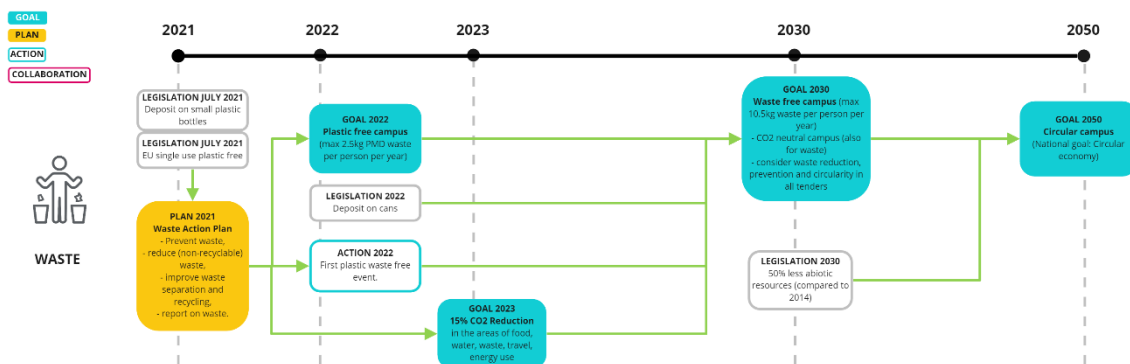 GOAL
PLAN
ACTION
COLLABORATION
2021
2022
2023
2030
2050
WASTE
LEGISLATION JULY 2021
Deposit on small plastic
bottles
LEGISLATION JULY 2021
EU single use plastic free
PLAN 2021
Waste Action Plan
- Prevent waste,
- reduce (non-recyclable)
waste,
- improve waste
separation and
recycling,
- report on waste.
GOAL 2022
Plastic free campus
(max 2.5kg PMD waste
per person per year)
LEGISLATION 2022
Deposit on cans
ACTION 2022
First plastic waste free
event.
GOAL 2023
15% CO2 Reduction
in the areas of food,
water, waste, travel,
energy use
GOAL 2030
Waste free campus (max
10.5kg waste per person per
year)
- CO2 neutral campus (also
for waste)
- consider waste reduction,
prevention and circularity in
all tenders
LEGISLATION 2030
50% less abiotic
resources (compared to
2014)
GOAL 2050
Circular campus
(National goal: Circular
economy)